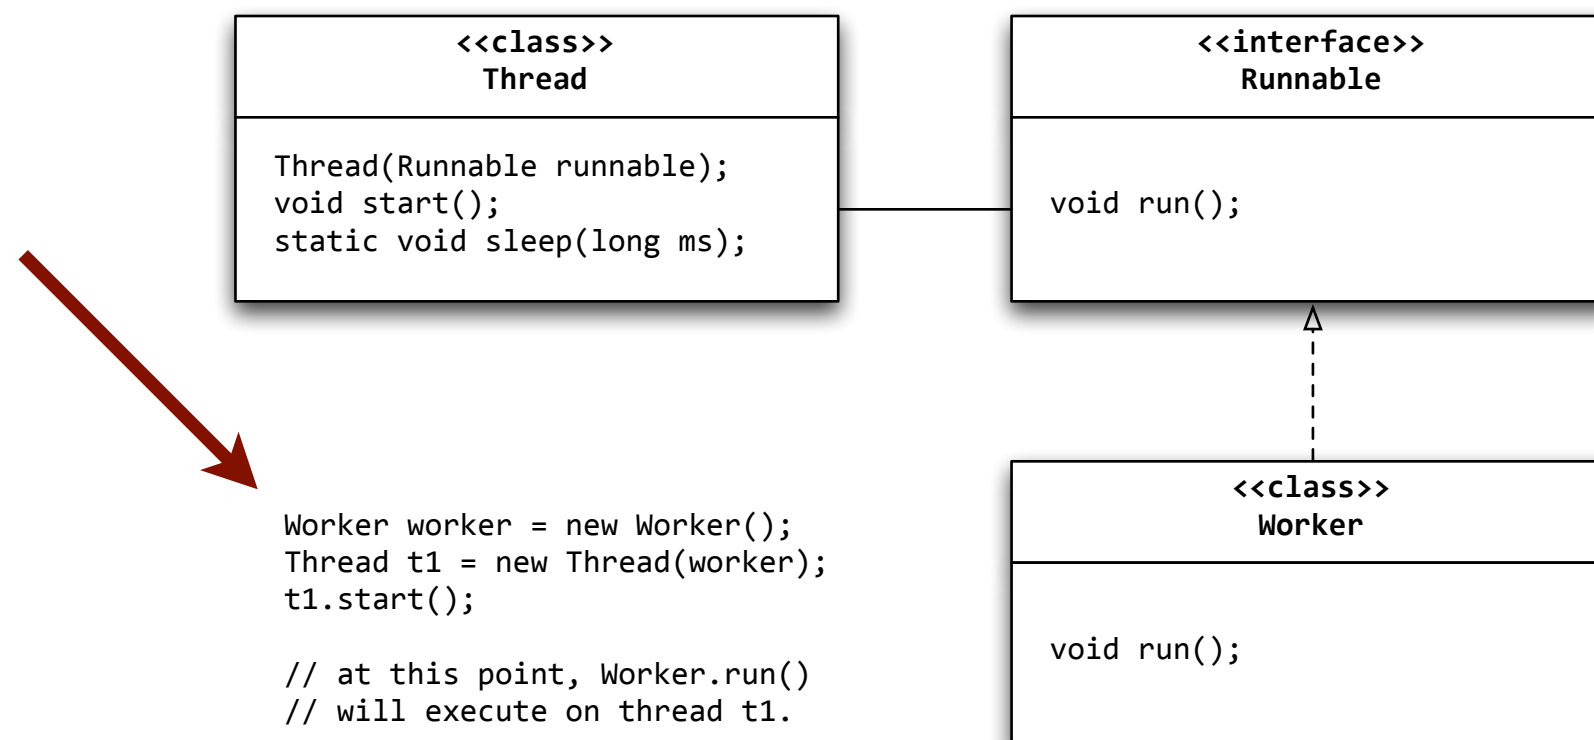 <<class>>
Thread
Thread(Runnable runnable);
void start();
static void sleep(long ms);
<<interface>>
Runnable
void run();
<<class>>
Worker
void run();
Worker worker = new Worker();
Thread t1 = new Thread(worker);
t1.start();
// at this point, Worker.run()
// will execute on thread t1.